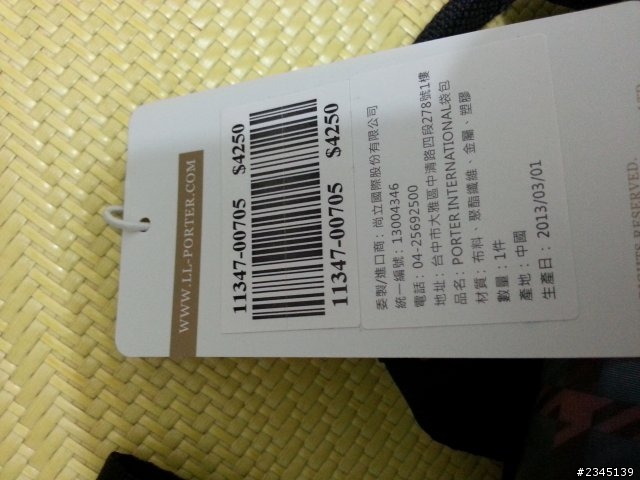 WWW.LL-PORTER.COM
11347-00705 $4250
11347-00705 $4250
委製/進口商：尚立國際股份有限公司
統一編號：13004346
電話：04-25692500
地址：台中市大雅區中清路四段278號1樓
品名：PORTER INTERNATIONAL袋包
材質：布料、聚酯纖維、金屬、塑膠
數量：1件
產地：中國
生產日：2013/03/01
RESERVED.
#2345139